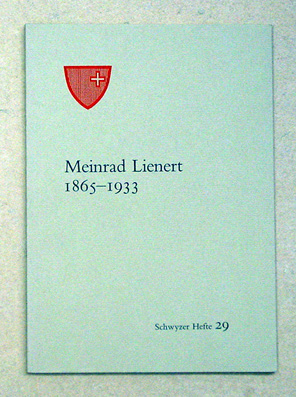 Meinrad Lienert
1865–1933
Schwyzer Hefte 29